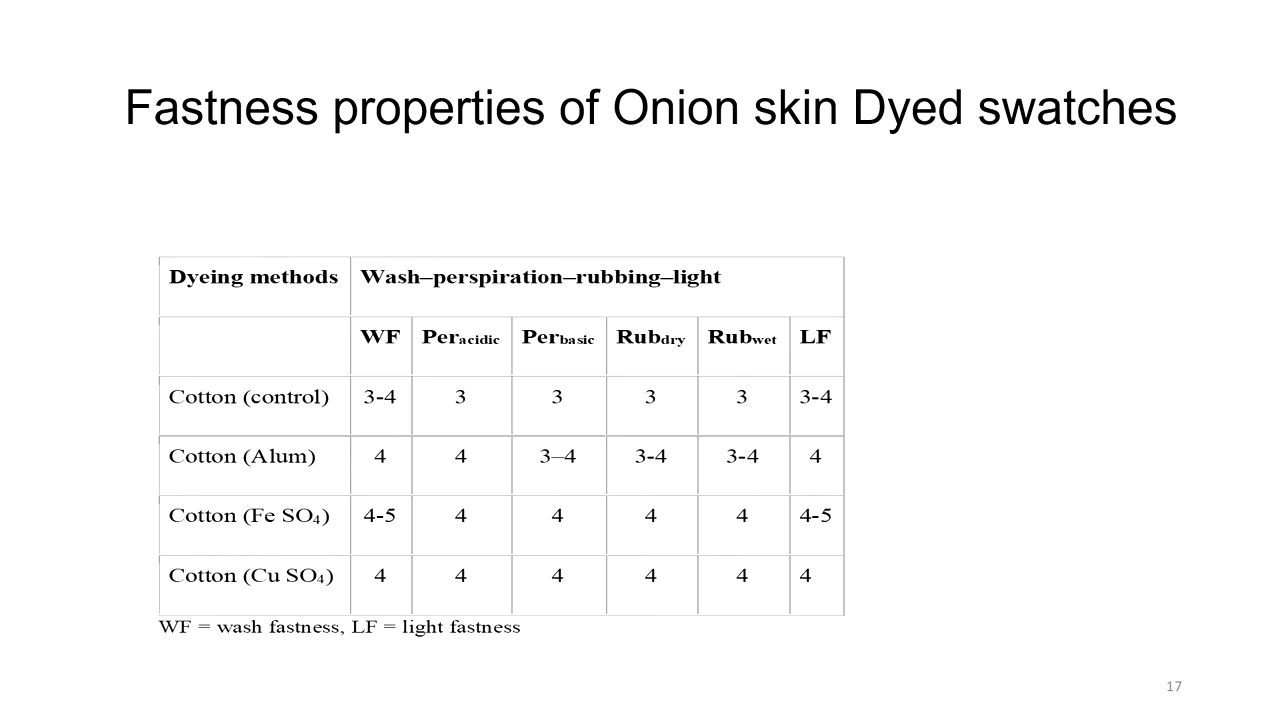 Fastness properties of Onion skin Dyed swatches
Dyeing methods Wash–perspiration–rubbing–light
WF Peracidic Perbasic Rubdry Rubwet LF
Cotton (control) 3-4 3 3 3 3 3-4
Cotton (Alum) 4 4 3–4 3-4 3-4 4
Cotton (Fe SO₄) 4-5 4 4 4 4 4-5
Cotton (Cu SO₄) 4 4 4 4 4 4
WF = wash fastness, LF = light fastness
17